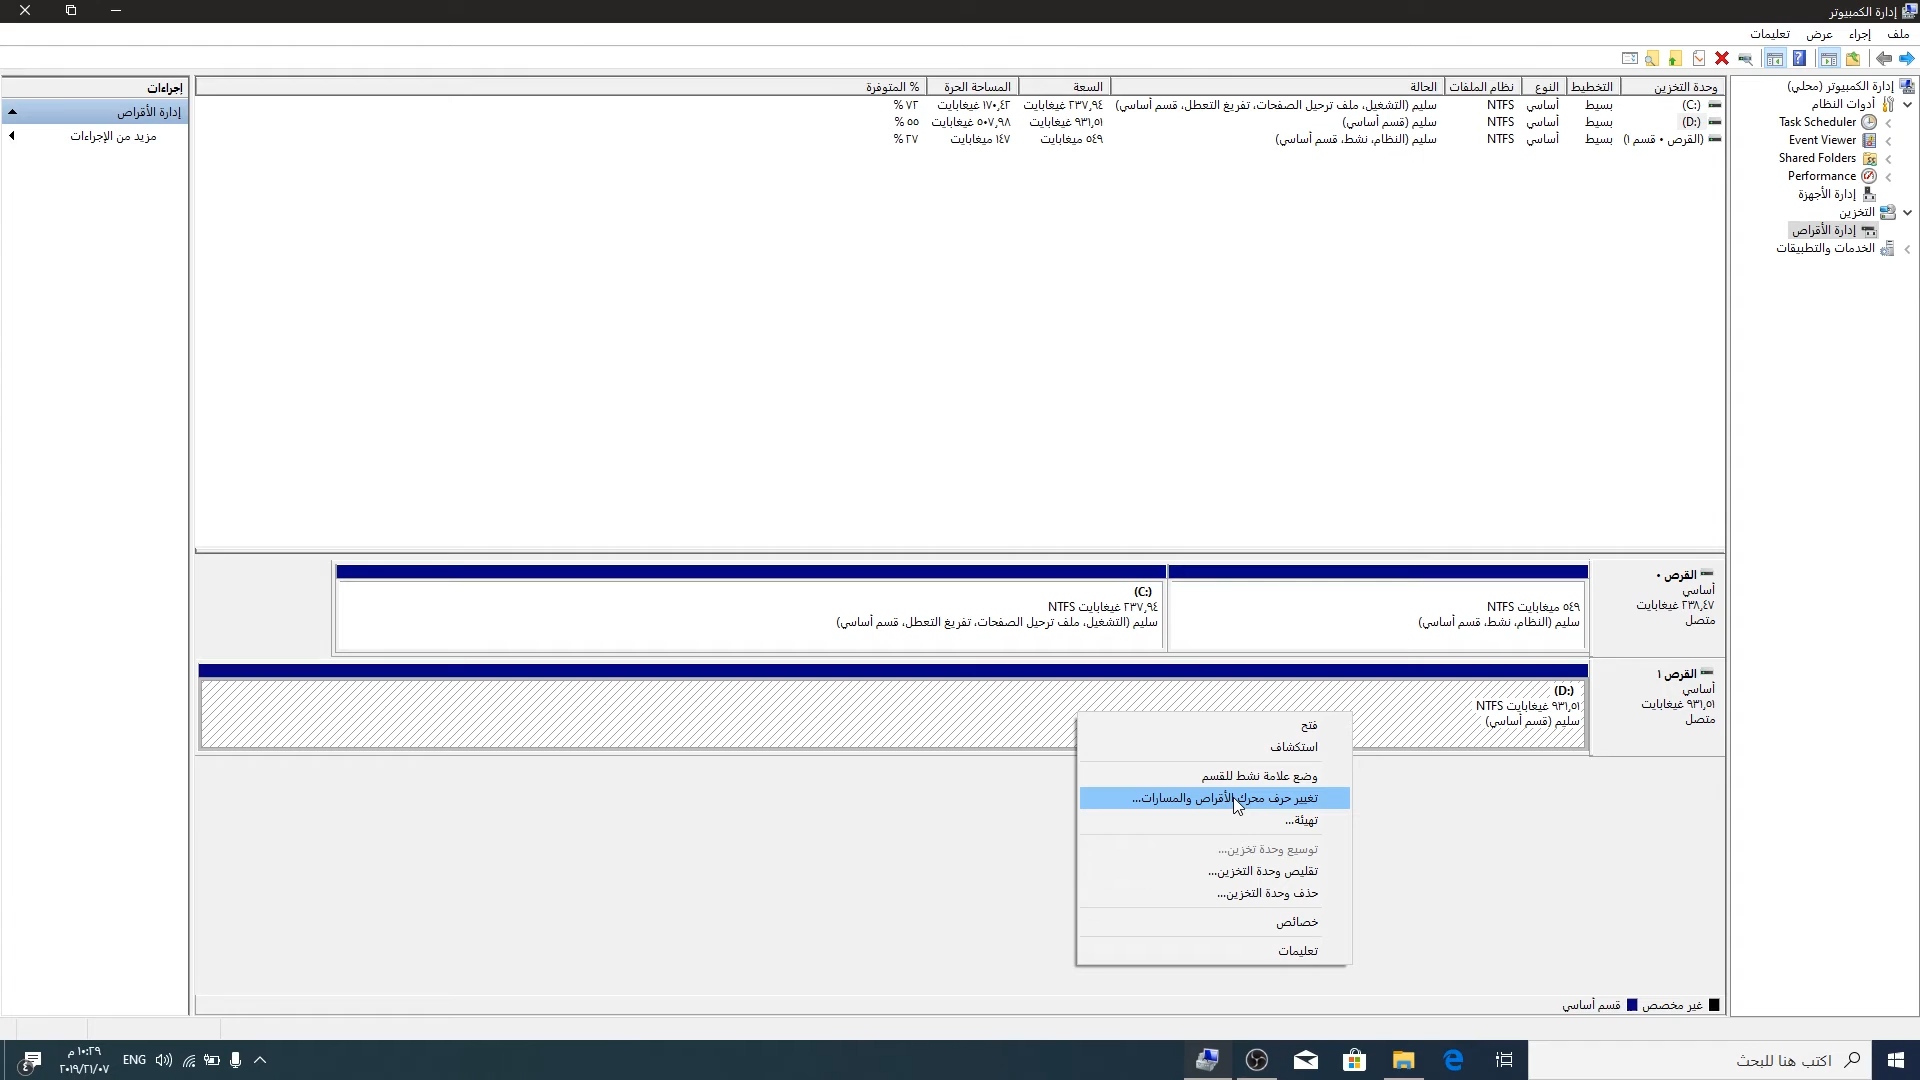 إدارة الكمبيوتر
ملف إجراء عرض تعليمات
إدارة الكمبيوتر (محلي)
أدوات النظام
Task Scheduler
Event Viewer
Shared Folders
Performance
إدارة الأجهزة
التخزين
إدارة الأقراص
الخدمات والتطبيقات
وحدة التخزين التخطيط النوع نظام الملفات الحالة السعة المساحة الحرة % المتوفرة
(C:) بسيط أساسي NTFS سليم (التشغيل، ملف ترحيل الصفحات، تفريغ التعطل، قسم أساسي) ٢٣٧,٩٤ غيغابايت ١٧٠,٤٢ غيغابايت ٧٢ %
(D:) بسيط أساسي NTFS سليم (قسم أساسي) ٩٣١,٥١ غيغابايت ٥٠٧,٩٨ غيغابايت ٥٥ %
(القرص ٠ قسم ١) بسيط أساسي NTFS سليم (النظام، نشط، قسم أساسي) ٥٤٩ ميغابايت ١٤٧ ميغابايت ٢٧ %
إجراءات
إدارة الأقراص
مزيد من الإجراءات
القرص ٠
أساسي
٢٣٨,٤٧ غيغابايت
متصل
٥٤٩ ميغابايت NTFS
سليم (النظام، نشط، قسم أساسي)
(C:)
٢٣٧,٩٤ غيغابايت NTFS
سليم (التشغيل، ملف ترحيل الصفحات، تفريغ التعطل، قسم أساسي)
القرص ١
أساسي
٩٣١,٥١ غيغابايت
متصل
(D:)
٩٣١,٥١ غيغابايت NTFS
سليم (قسم أساسي)
فتح
استكشاف
وضع علامة نشط للقسم
تغيير حرف محرك الأقراص والمسارات...
تهيئة...
توسيع وحدة تخزين...
تقليص وحدة التخزين...
حذف وحدة التخزين...
خصائص
تعليمات
غير مخصص قسم أساسي
اكتب هنا للبحث
ENG
١٠:٢٩ م
٢٠١٩/٢١/٠٧
٤